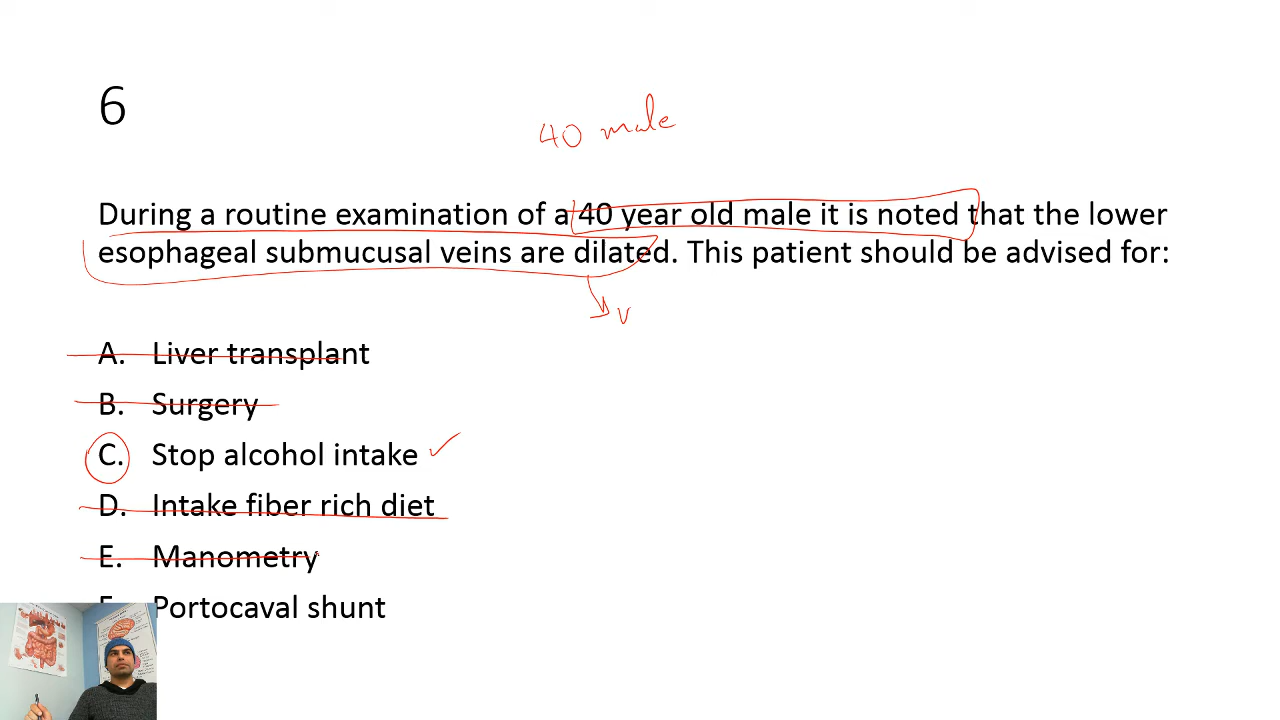 6
40 male
During a routine examination of a 40 year old male it is noted that the lower
esophageal submucusal veins are dilated. This patient should be advised for:
v
A. Liver transplant
B. Surgery
C. Stop alcohol intake
D. Intake fiber rich diet
E. Manometry
Portocaval shunt